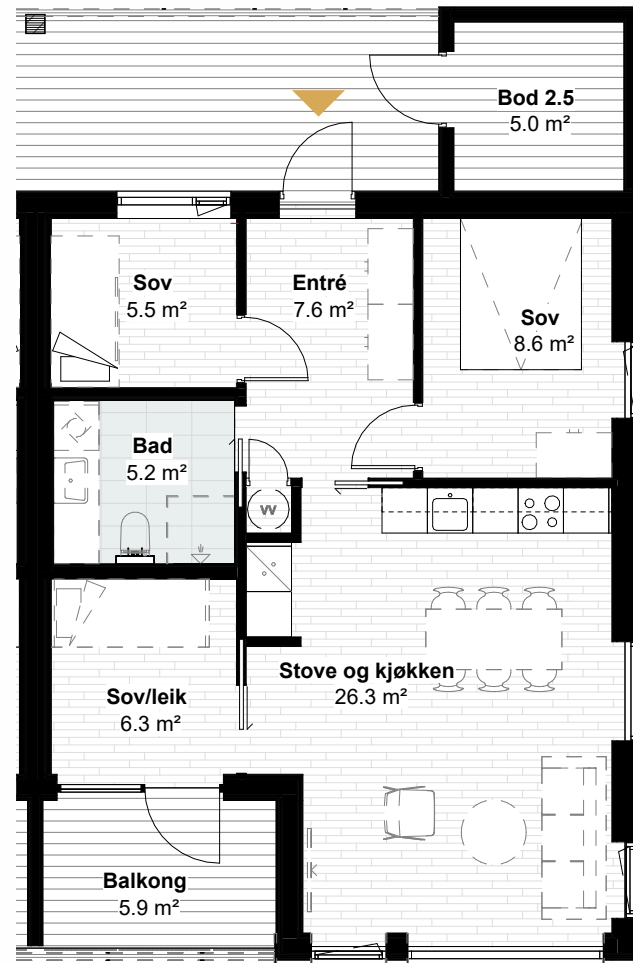 Bod 2.5
5.0 m²
Sov
5.5 m²
Entré
7.6 m²
Sov
8.6 m²
Bad
5.2 m²
VV
Stove og kjøkken
26.3 m²
Sov/leik
6.3 m²
Balkong
5.9 m²